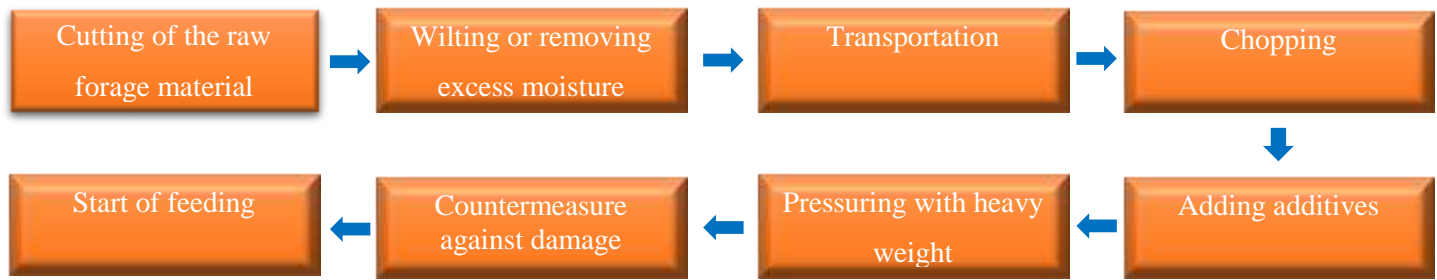 Cutting of the raw
forage material
Wilting or removing
excess moisture
Transportation
Chopping
Adding additives
Pressuring with heavy
weight
Countermeasure
against damage
Start of feeding